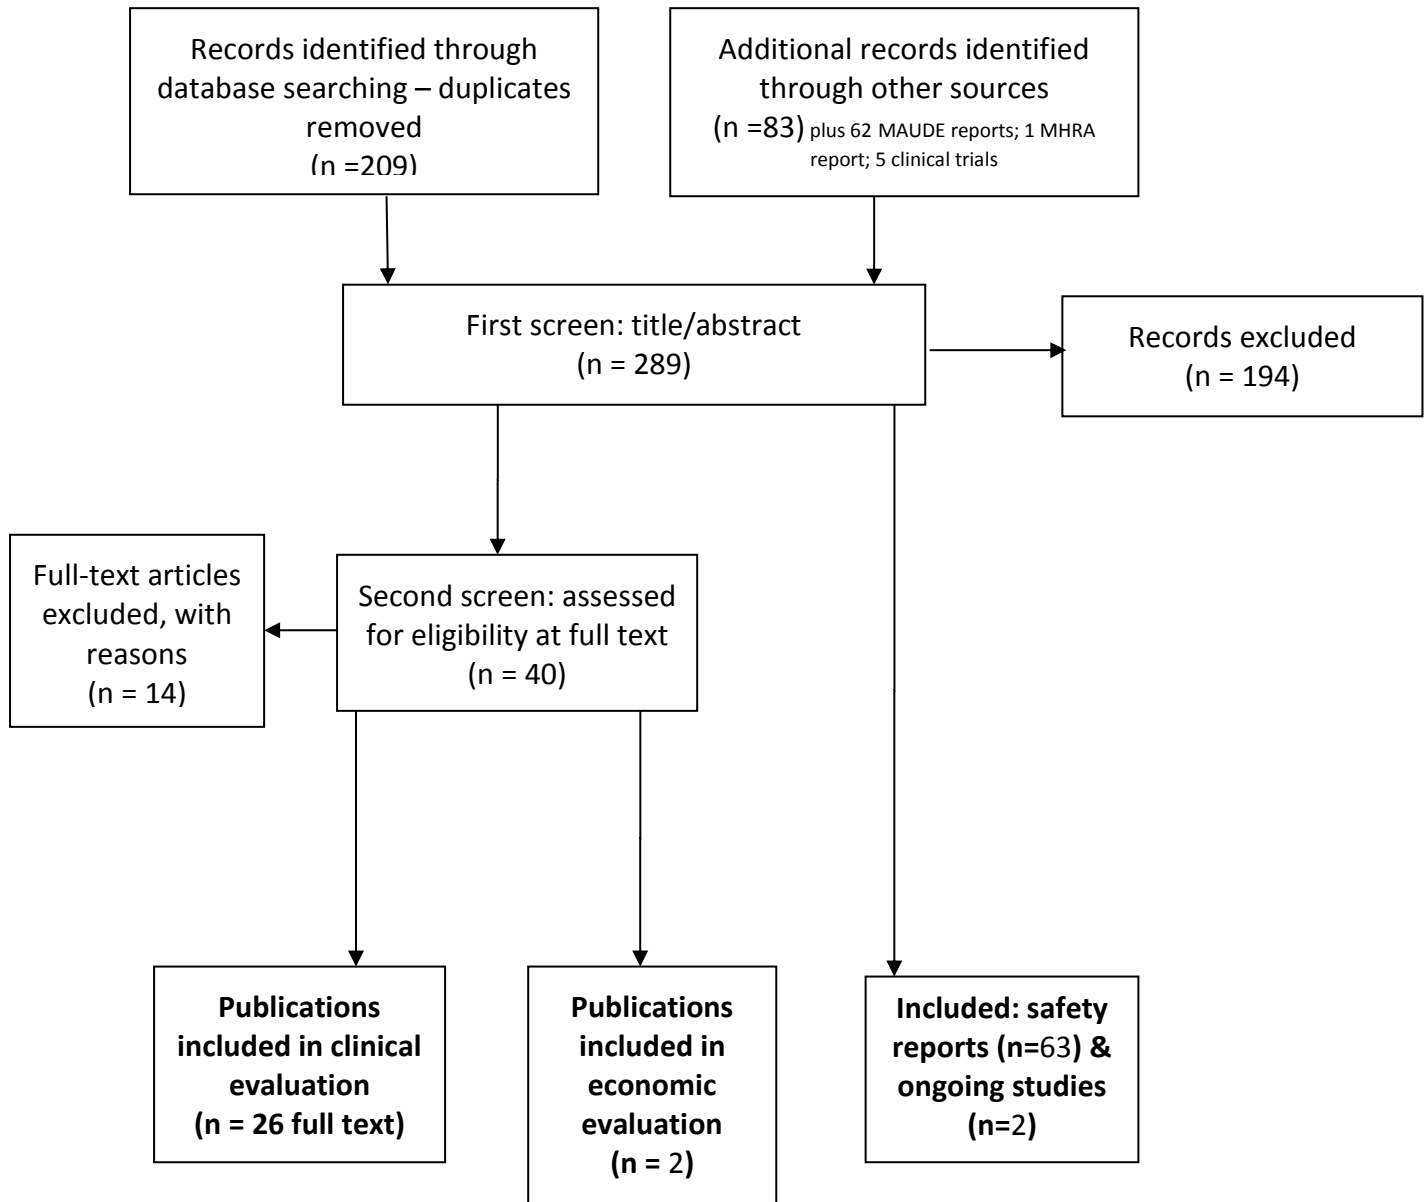 Records identified through
database searching – duplicates
removed
(n =209)
Additional records identified
through other sources
(n =83) plus 62 MAUDE reports; 1 MHRA
report; 5 clinical trials
First screen: title/abstract
(n = 289)
Records excluded
(n = 194)
Full-text articles
excluded, with
reasons
(n = 14)
Second screen: assessed
for eligibility at full text
(n = 40)
Publications
included in clinical
evaluation
(n = 26 full text)
Publications
included in
economic
evaluation
(n = 2)
Included: safety
reports (n=63) &
ongoing studies
(n=2)